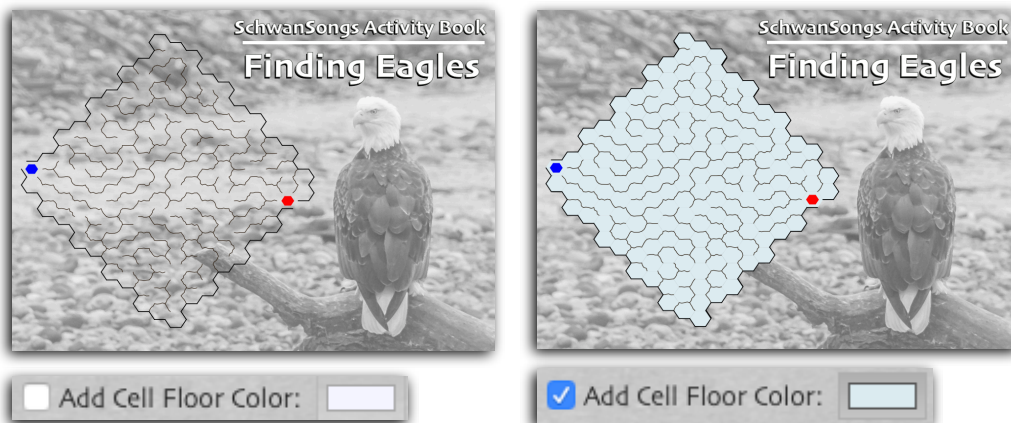 SchwanSongs Activity Book
Finding Eagles
SchwanSongs Activity Book
Finding Eagles
Add Cell Floor Color:
Add Cell Floor Color: